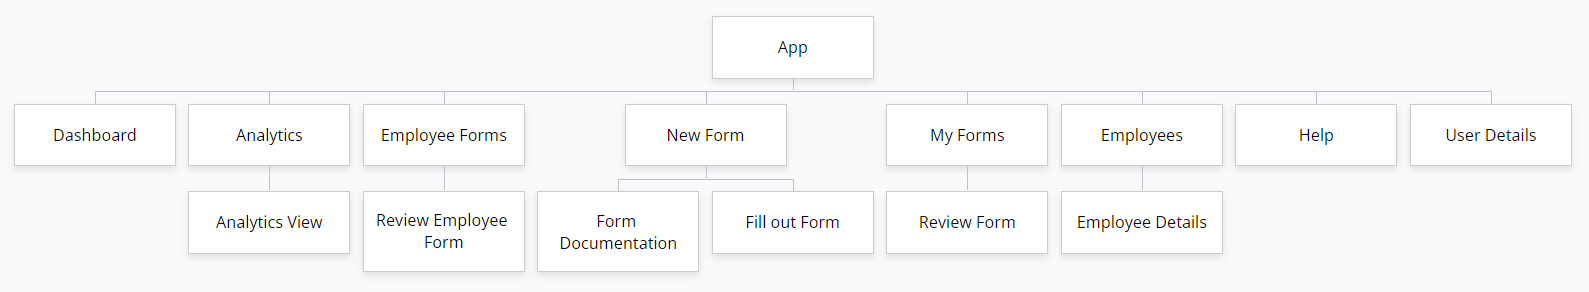 App
Dashboard
Analytics
Employee Forms
New Form
My Forms
Employees
Help
User Details
Analytics View
Review Employee
Form
Form
Documentation
Fill out Form
Review Form
Employee Details